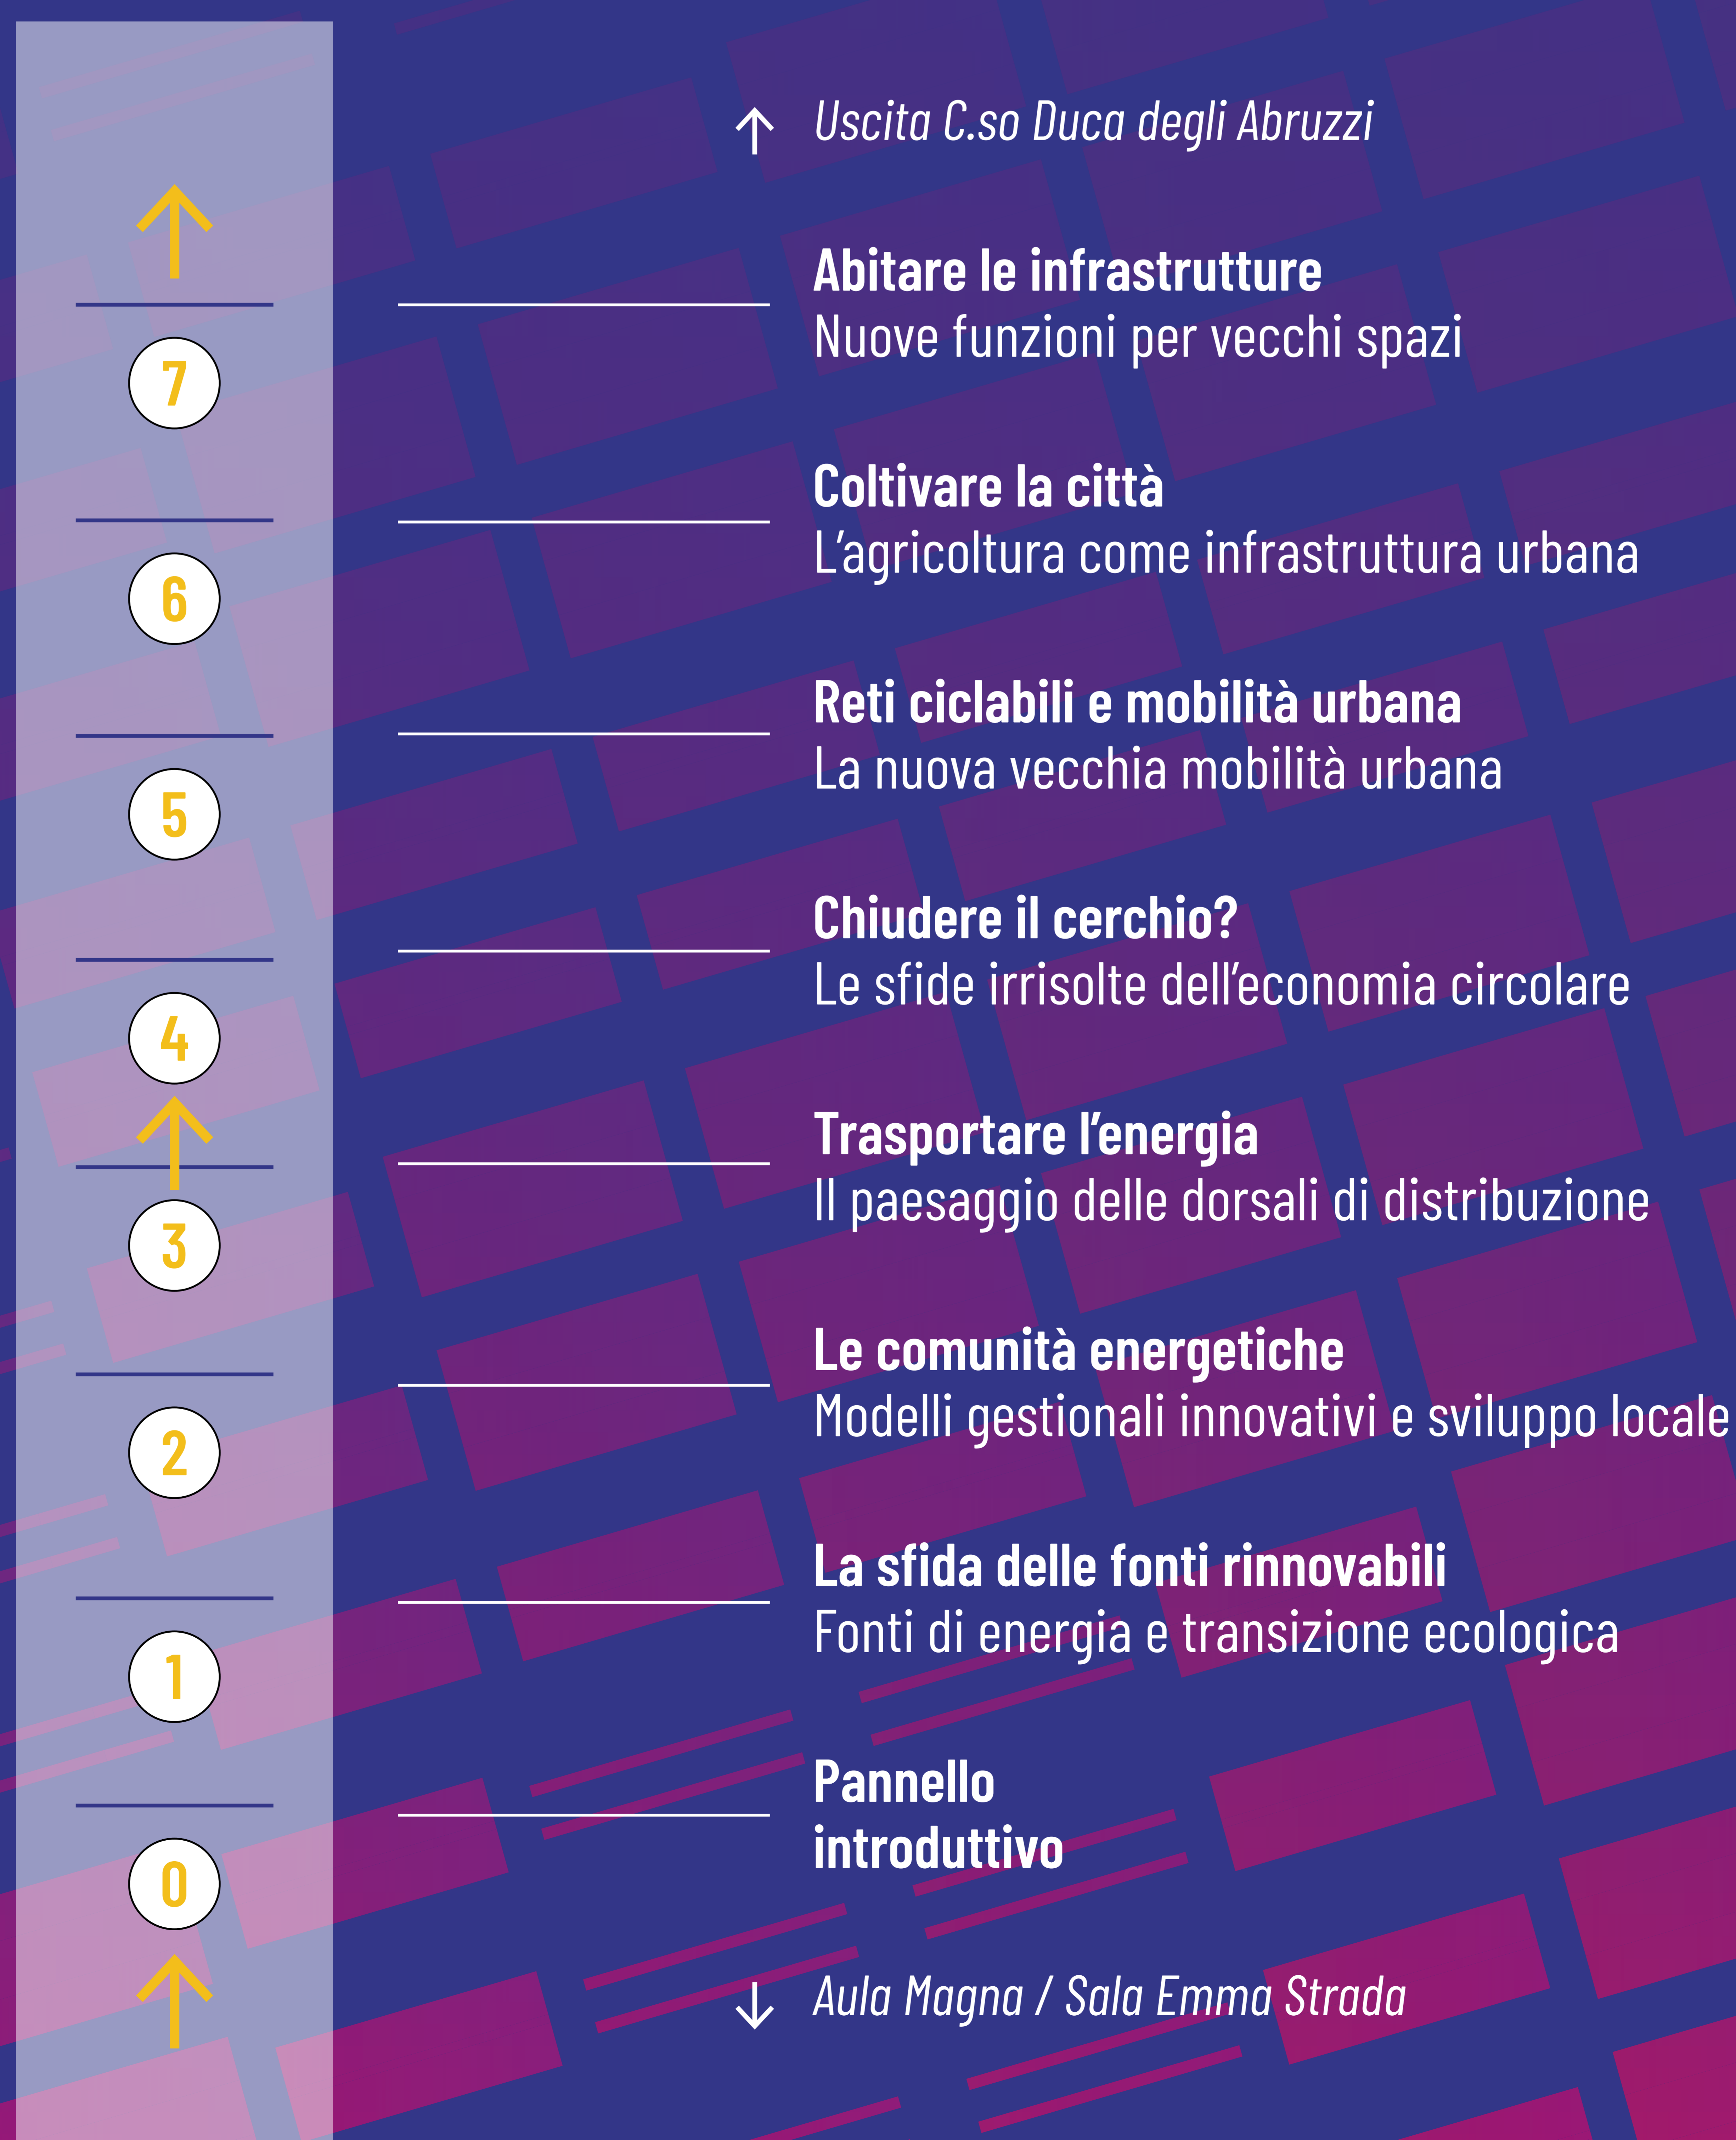 ↑ Uscita C.so Duca degli Abruzzi
Abitare le infrastrutture
7
Nuove funzioni per vecchi spazi
Coltivare la città
6
L’agricoltura come infrastruttura urbana
Reti ciclabili e mobilità urbana
5
La nuova vecchia mobilità urbana
Chiudere il cerchio?
4
Le sfide irrisolte dell’economia circolare
Trasportare l’energia
3
Il paesaggio delle dorsali di distribuzione
Le comunità energetiche
2
Modelli gestionali innovativi e sviluppo locale
La sfida delle fonti rinnovabili
1
Fonti di energia e transizione ecologica
Pannello
introduttivo
0
↓ Aula Magna / Sala Emma Strada